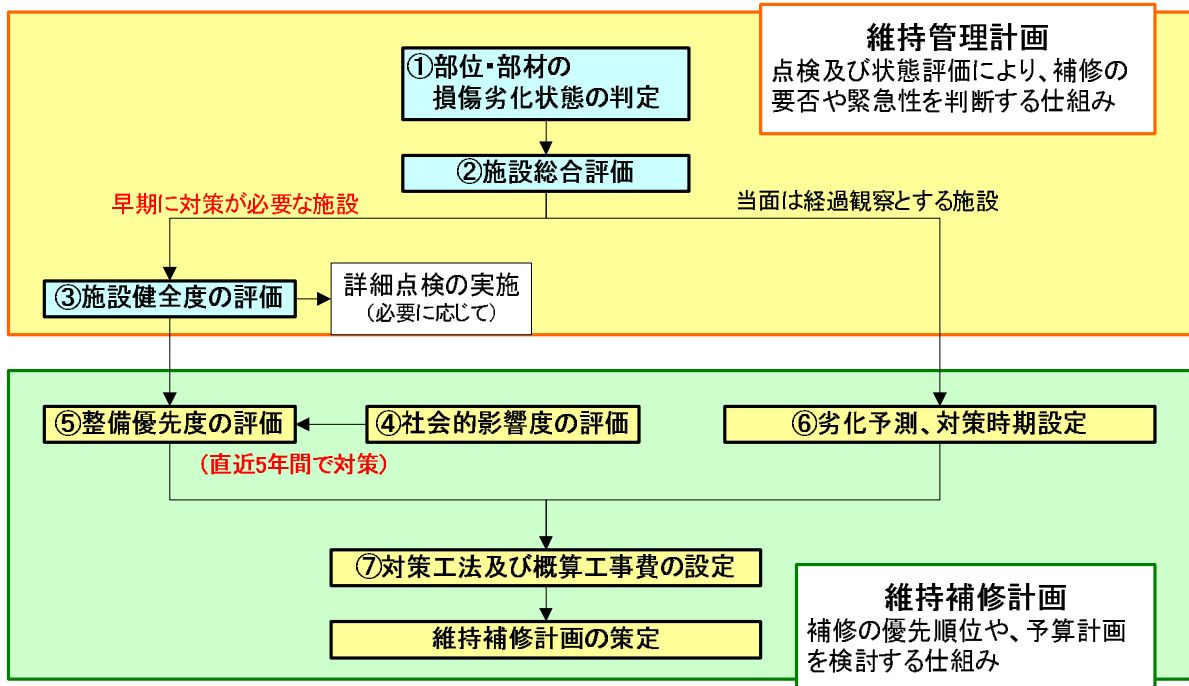 維持管理計画
点検及び状態評価により、補修の
要否や緊急性を判断する仕組み
①部位・部材の
損傷劣化状態の判定
②施設総合評価
早期に対策が必要な施設
当面は経過観察とする施設
③施設健全度の評価
詳細点検の実施
(必要に応じて)
⑤整備優先度の評価
④社会的影響度の評価
⑥劣化予測、対策時期設定
(直近5年間で対策)
⑦対策工法及び概算工事費の設定
維持補修計画の策定
維持補修計画
補修の優先順位や、予算計画
を検討する仕組み